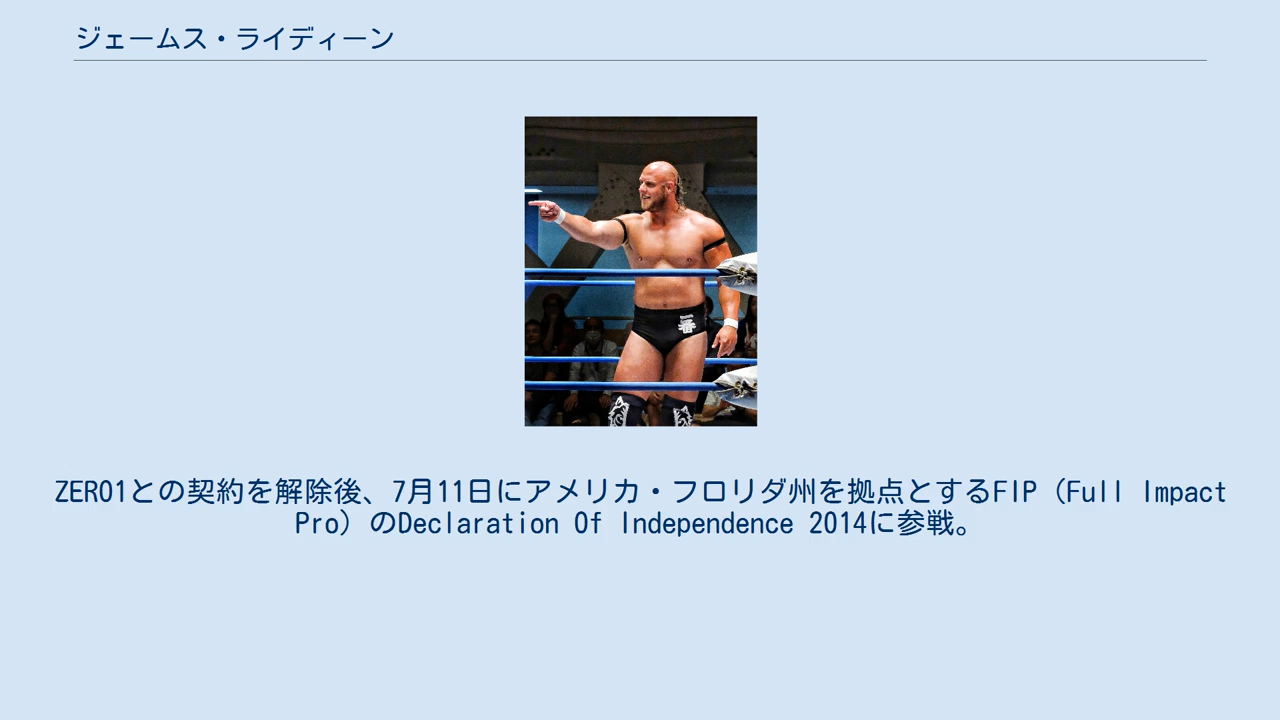 ジェームス・ライディーン
一番
ZERO1との契約を解除後、7月11日にアメリカ・フロリダ州を拠点とするFIP（Full Impact
Pro）のDeclaration Of Independence 2014に参戦。